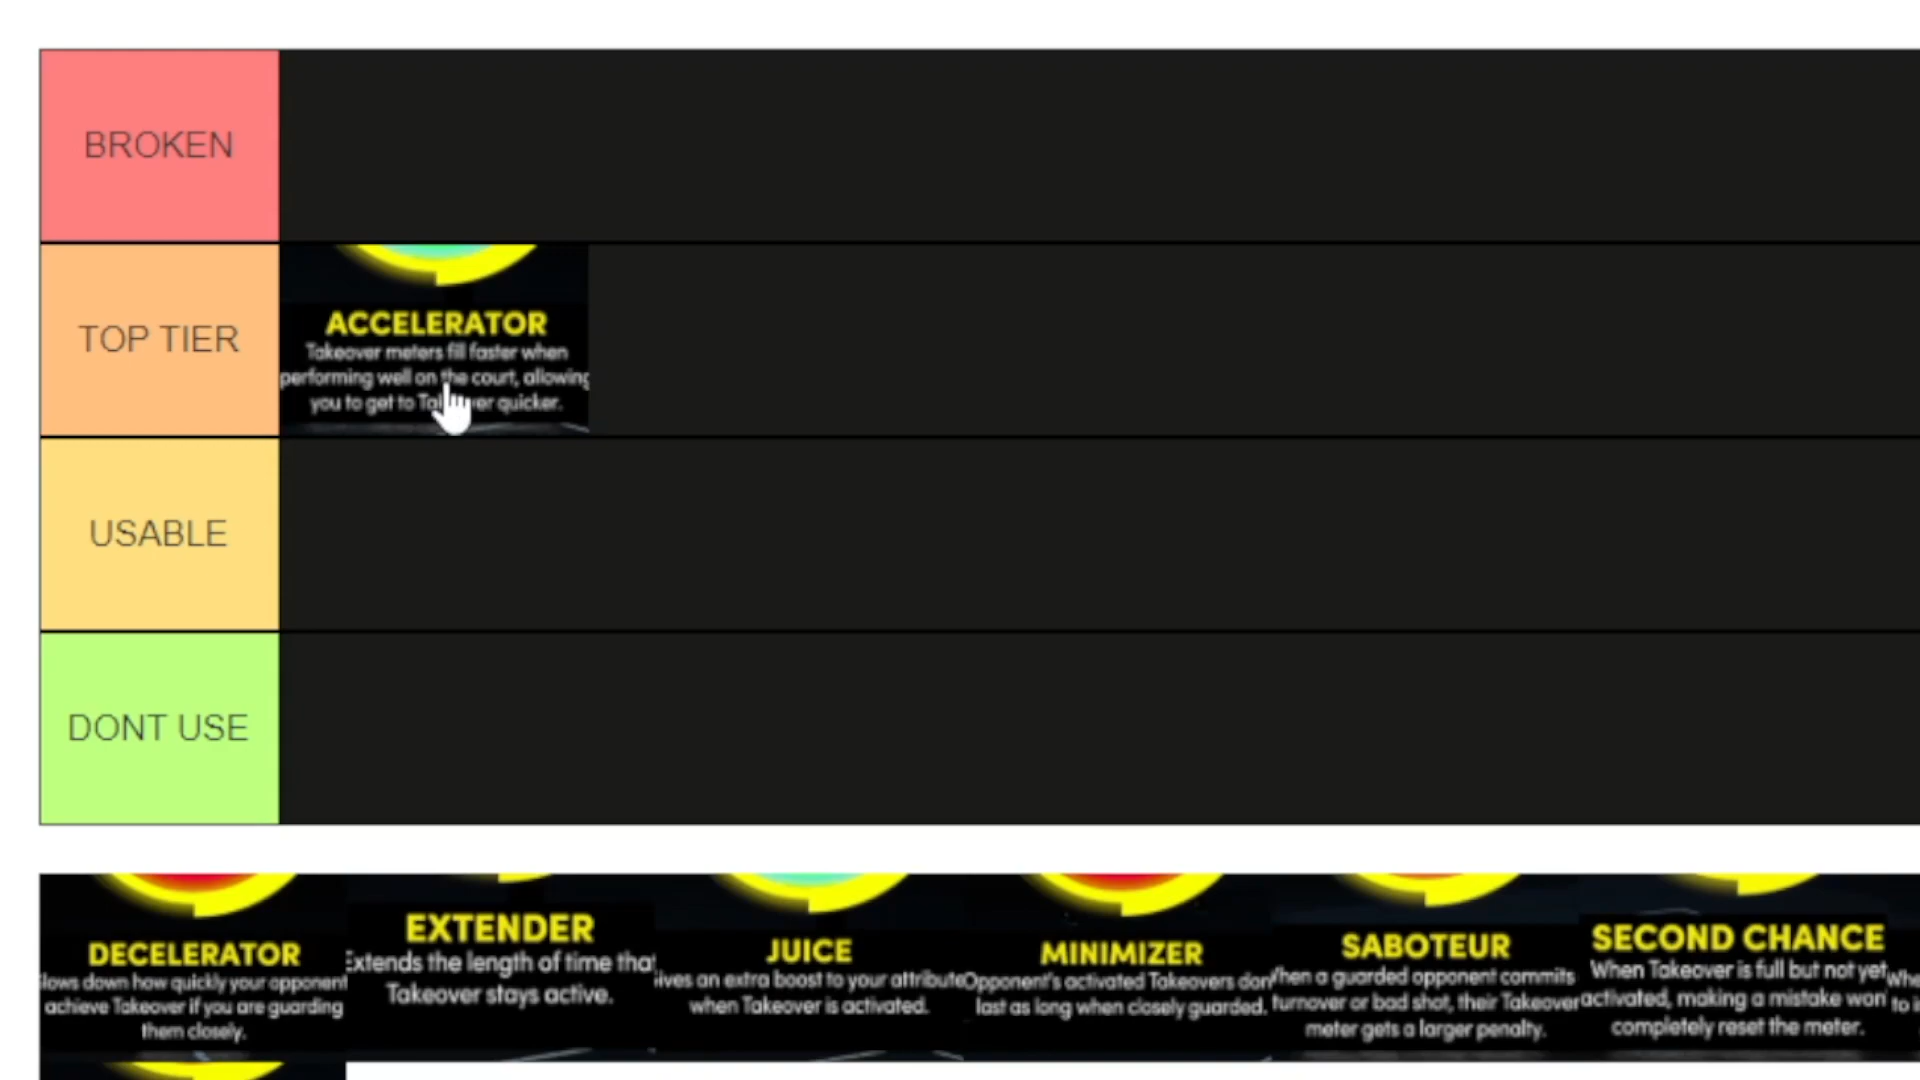 BROKEN
TOP TIER
ACCELERATOR
Takeover meters fill faster when
performing well on the court, allowing
you to get to quicker.
USABLE
DONT USE
DECELERATOR
lows down how quickly your opponent
achieve Takeover if you are guarding
them closely.
EXTENDER
Extends the length of time that
Takeover stays active.
JUICE
ives an extra boost to your attribute
when Takeover is activated.
MINIMIZER
Opponent's activated Takeovers don
last as long when closely guarded.
SABOTEUR
When a guarded opponent commits
turnover or bad shot, their Takeover
meter gets a larger penalty.
SECOND CHANCE
When Takeover is full but not yet
activated, making a mistake won
completely reset the meter.